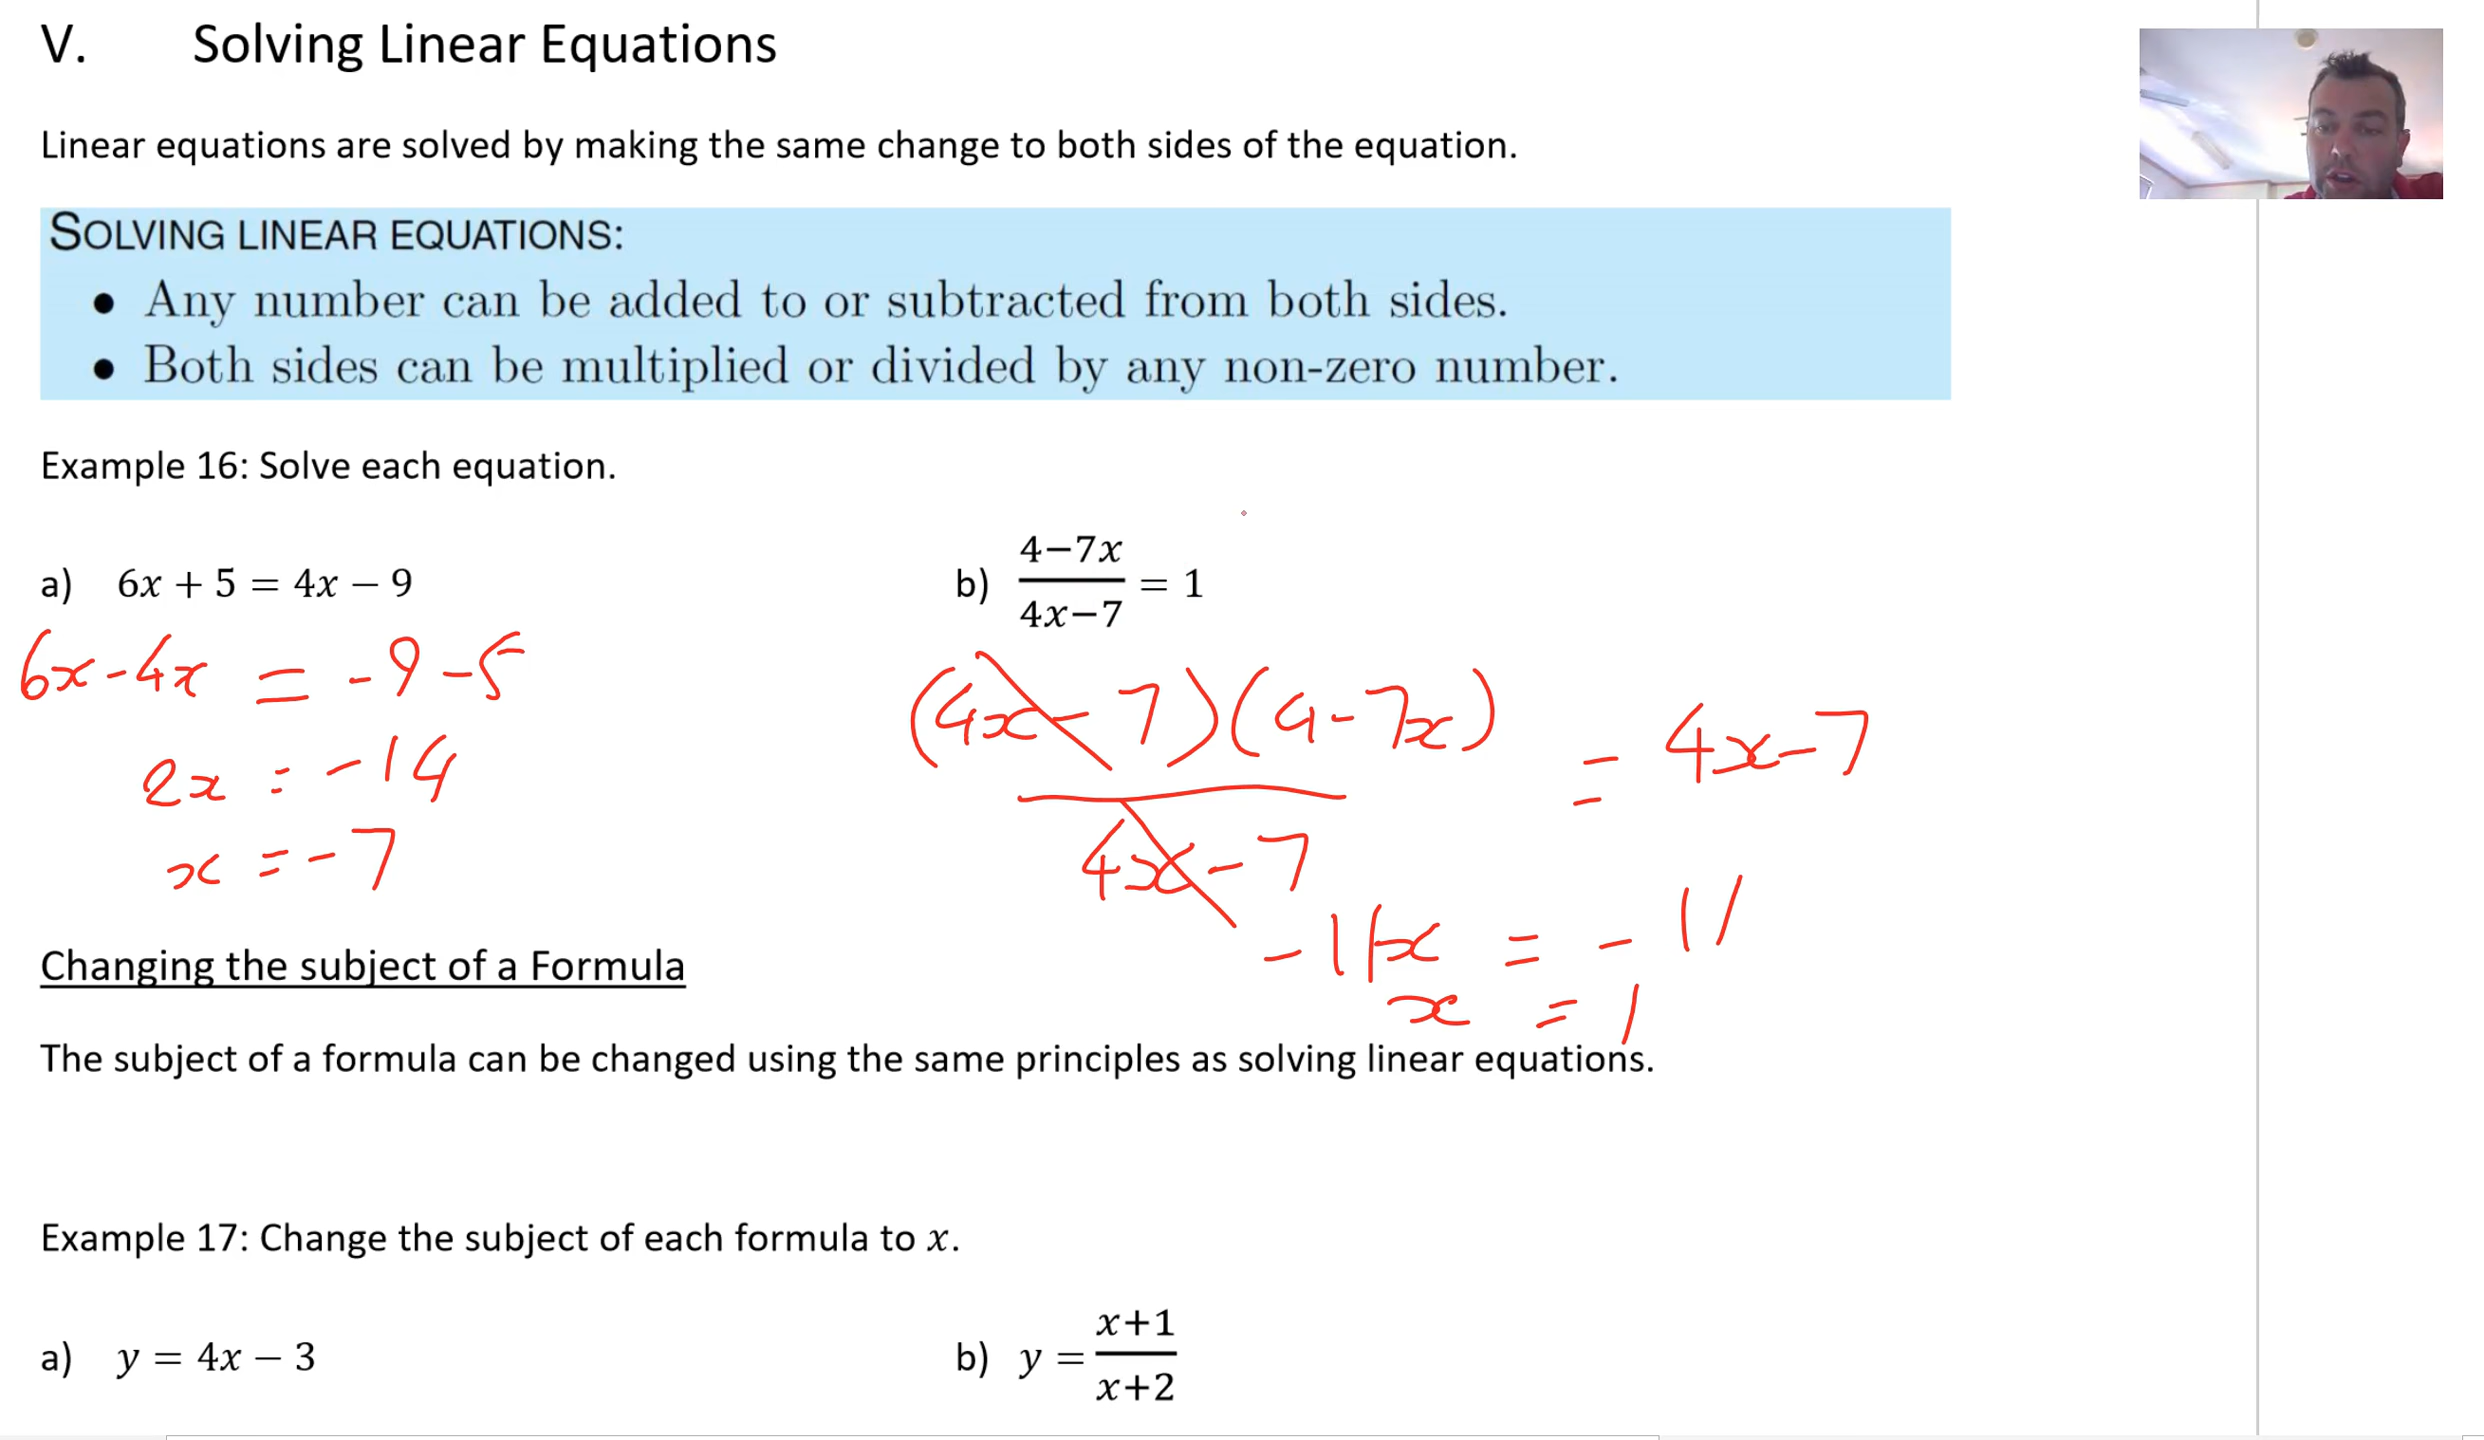 V. Solving Linear Equations
Linear equations are solved by making the same change to both sides of the equation.
SOLVING LINEAR EQUATIONS:
• Any number can be added to or subtracted from both sides.
• Both sides can be multiplied or divided by any non-zero number.
Example 16: Solve each equation.
a) 6x + 5 = 4x − 9
6x - 4x = -9 -5
2x = -14
x = -7
b) 4−7x
4x−7
= 1
(4x - 7)(4 - 7x)
4x - 7
= 4x - 7
-11x = -11
x = 1
Changing the subject of a Formula
The subject of a formula can be changed using the same principles as solving linear equations.
Example 17: Change the subject of each formula to x.
a) y = 4x − 3
b) y = x+1
x+2